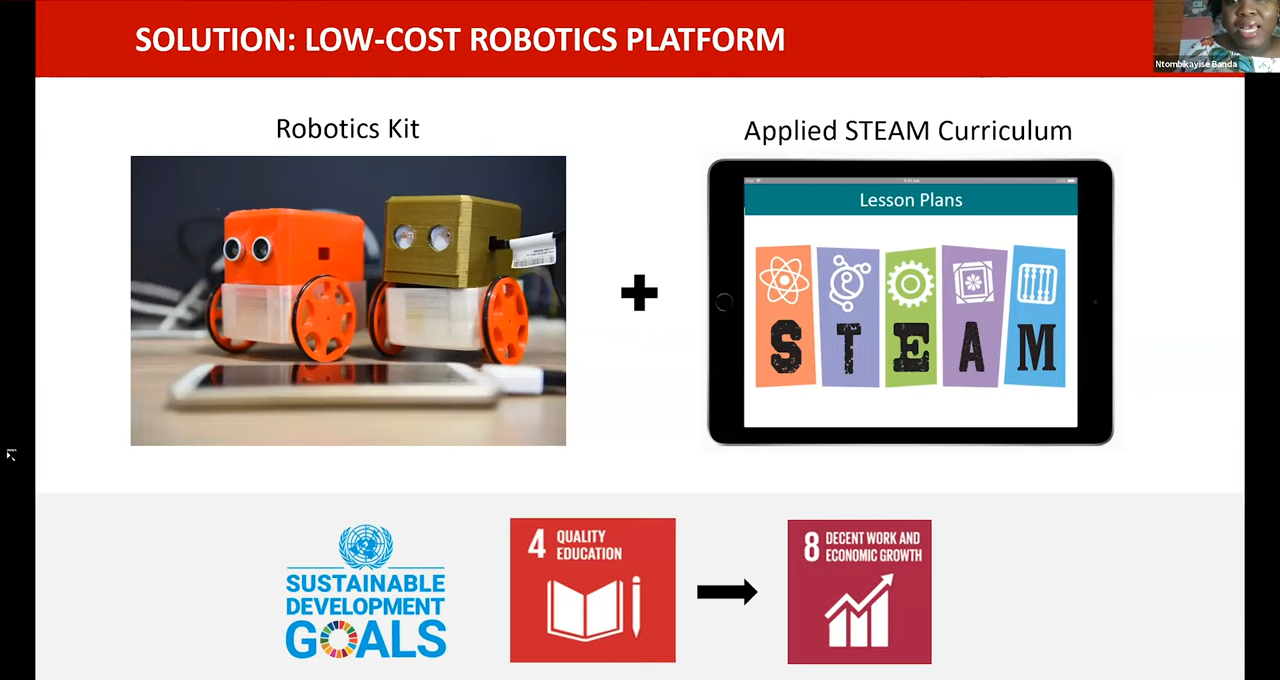 SOLUTION: LOW-COST ROBOTICS PLATFORM
Ntombikayise Banda
Robotics Kit
Applied STEAM Curriculum
Lesson Plans
S T E A M
SUSTAINABLE
DEVELOPMENT
GOALS
4 QUALITY
EDUCATION
8 DECENT WORK AND
ECONOMIC GROWTH